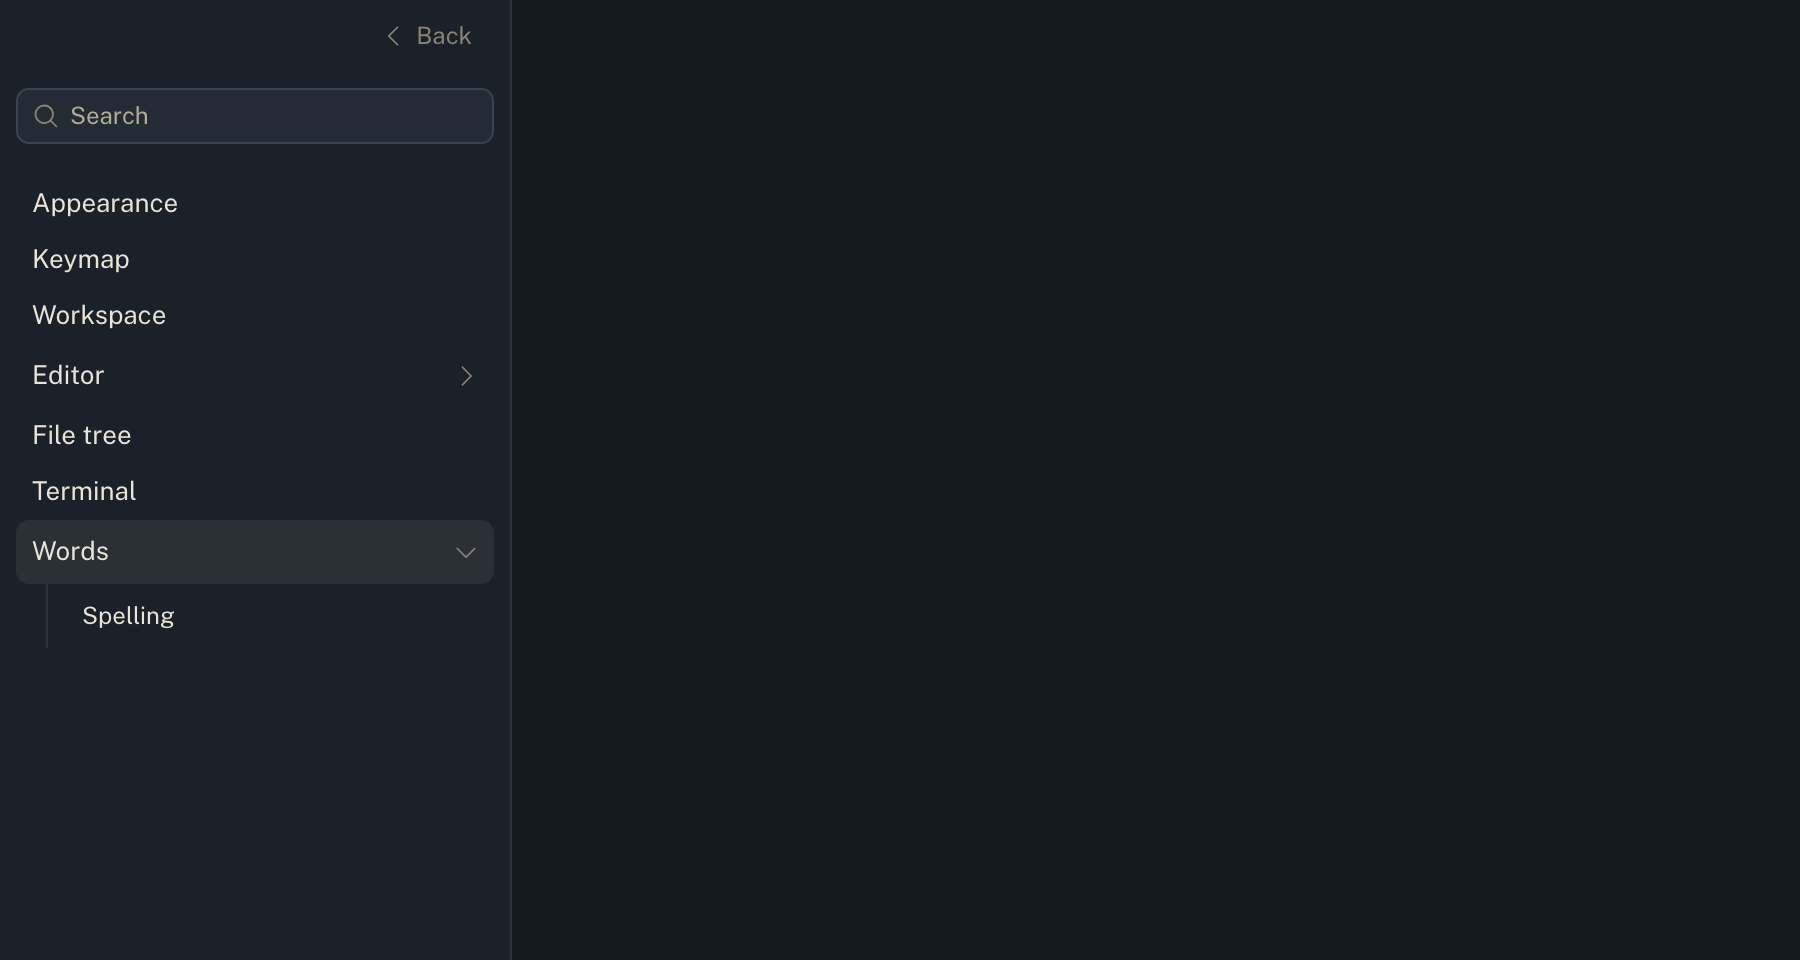 Back
Search
Appearance
Keymap
Workspace
Editor
File tree
Terminal
Words
Spelling